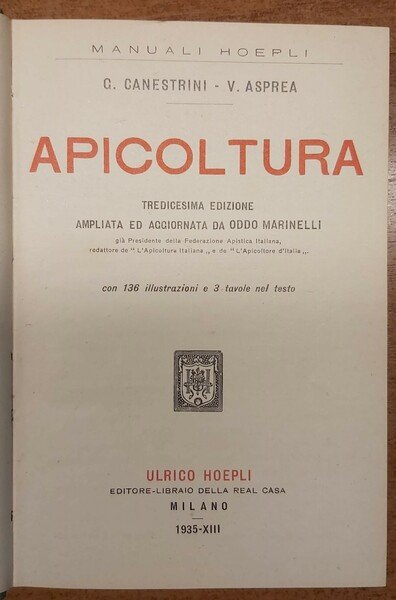 MANUALI HOEPLI
G. CANESTRINI - V. ASPREA
APICOLTURA
TREDICESIMA EDIZIONE
AMPLIATA ED AGGIORNATA DA ODDO MARINELLI
già Presidente della Federazione Apistica Italiana,
redattore de "L'Apicoltura Italiana„ e de "L'Apicoltore d'Italia„.
con 136 illustrazioni e 3 tavole nel testo
ULRICO HOEPLI
EDITORE-LIBRAIO DELLA REAL CASA
MILANO
1935-XIII